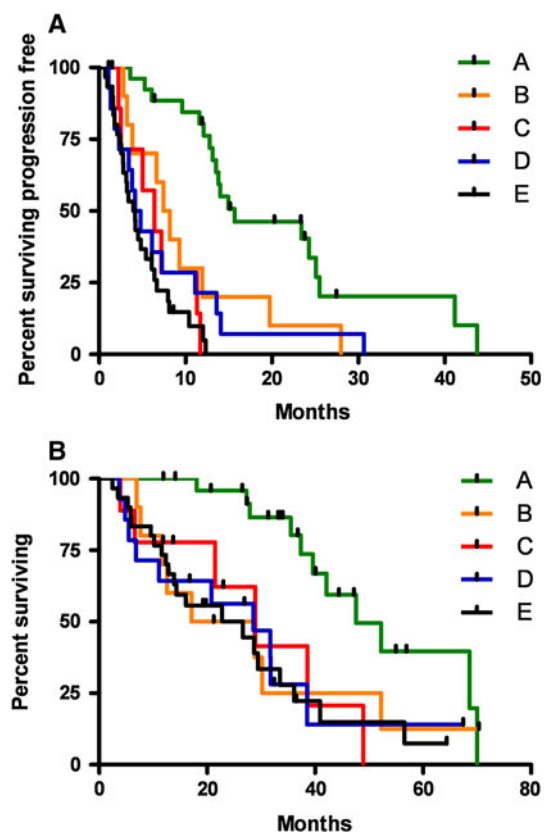 A
Percent surviving progression free
100
75
50
25
0
0 10 20 30 40 50
Months
A
B
C
D
E
B
Percent surviving
100
75
50
25
0
0 20 40 60 80
Months
A
B
C
D
E